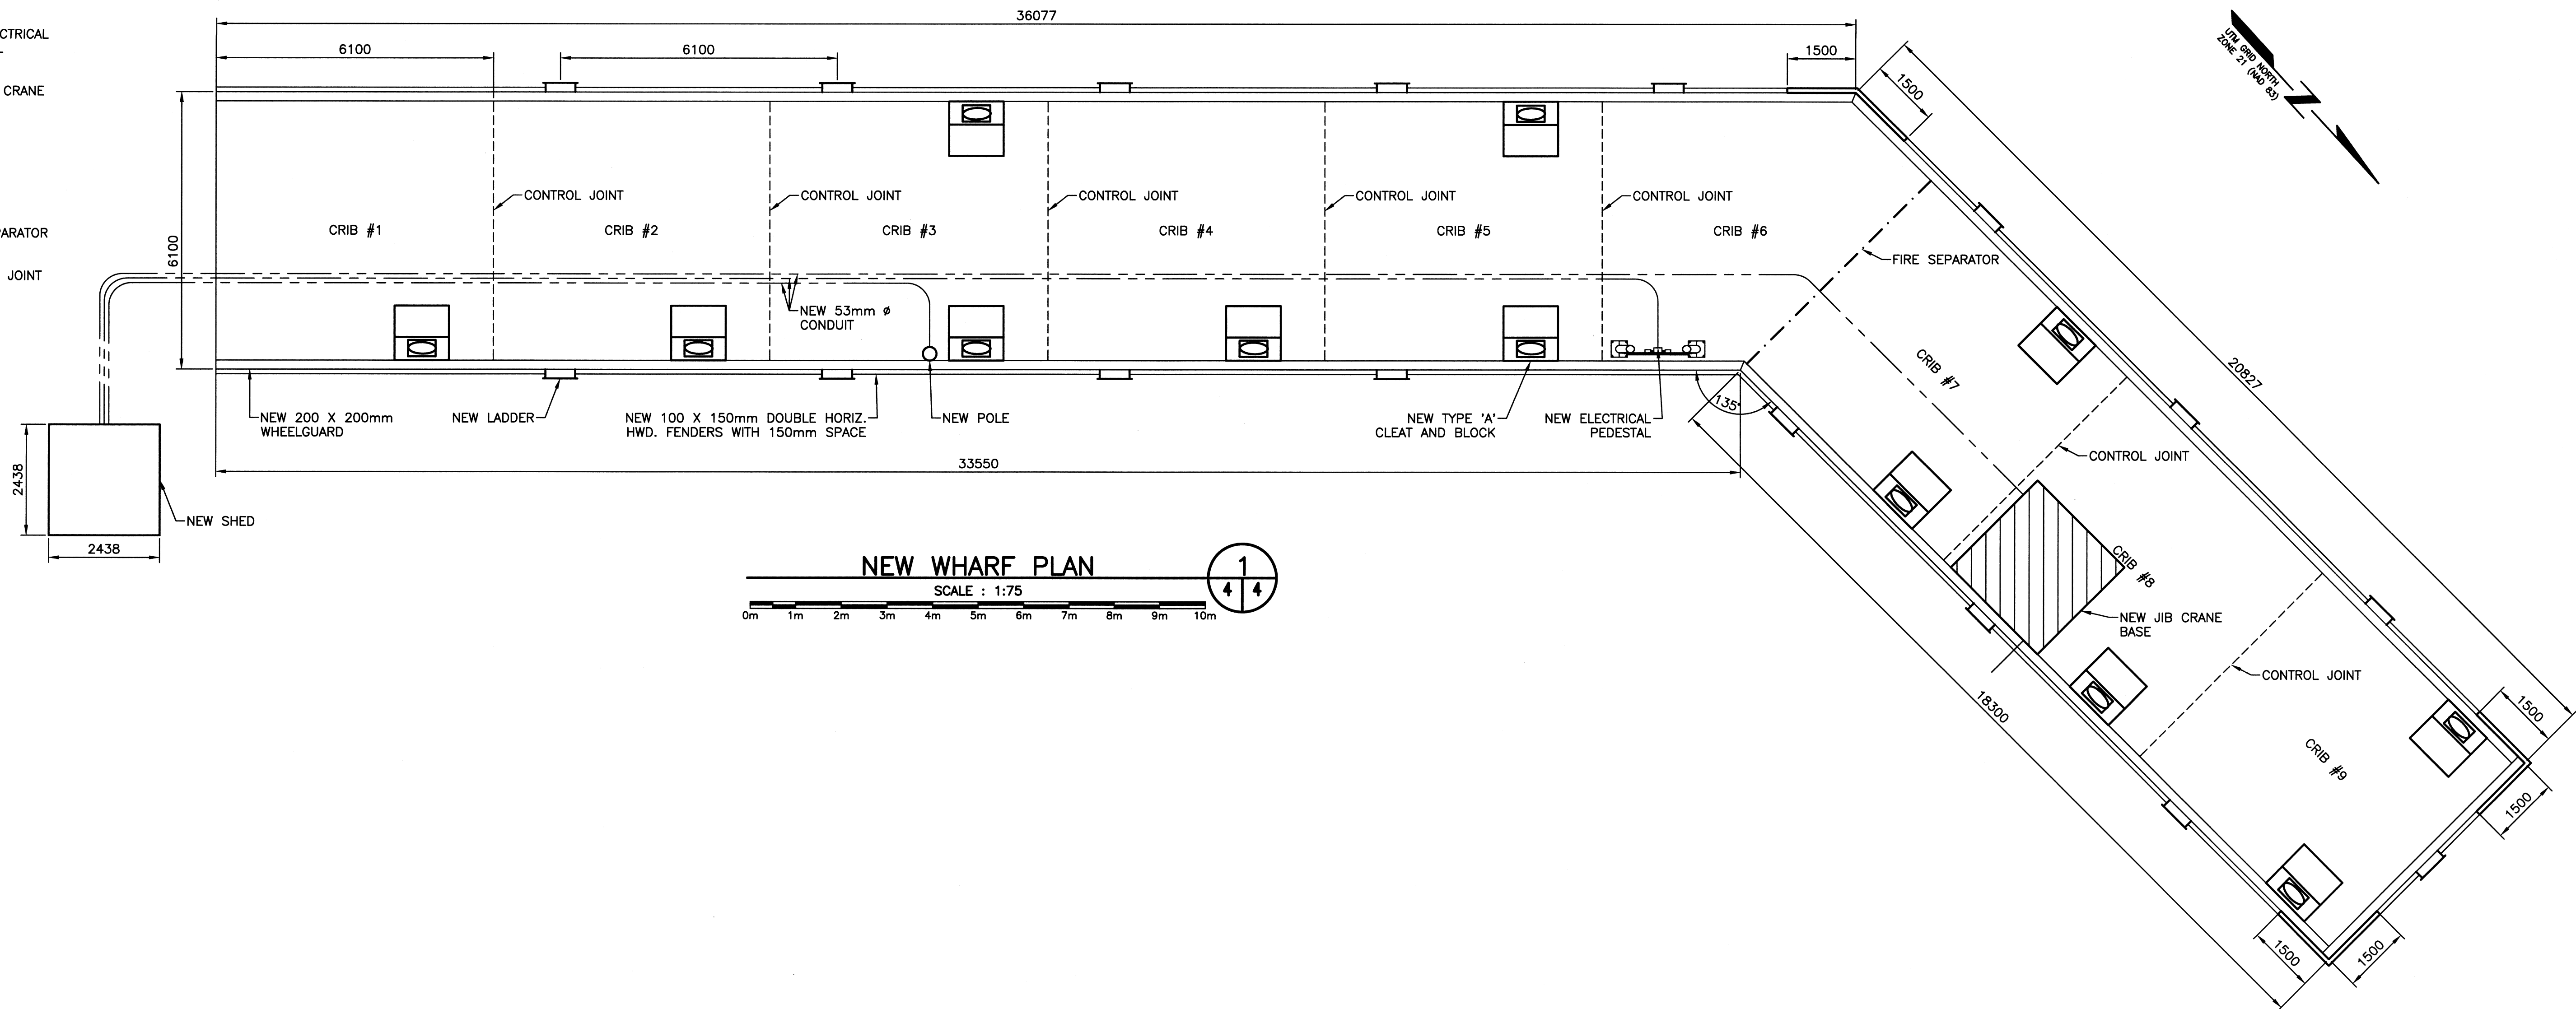 36077
CTRICAL
6100
6100
1500
CRANE
1500
UTM GRID NORTH
ZONE 21 (NAD 83)
CONTROL JOINT
CONTROL JOINT
CONTROL JOINT
CONTROL JOINT
CONTROL JOINT
PARATOR
6100
CRIB #1
CRIB #2
CRIB #3
CRIB #4
CRIB #5
CRIB #6
FIRE SEPARATOR
JOINT
NEW 53mm ø
CONDUIT
CRIB #7
20827
135°
NEW 200 X 200mm
WHEELGUARD
NEW LADDER
NEW 100 X 150mm DOUBLE HORIZ.
HWD. FENDERS WITH 150mm SPACE
NEW POLE
NEW TYPE 'A'
CLEAT AND BLOCK
NEW ELECTRICAL
PEDESTAL
CONTROL JOINT
33550
2438
NEW SHED
2438
CRIB #8
NEW WHARF PLAN
1
SCALE : 1:75
4 4
0m 1m 2m 3m 4m 5m 6m 7m 8m 9m 10m
NEW JIB CRANE
BASE
CONTROL JOINT
18300
1500
CRIB #9
1500
1500
1500